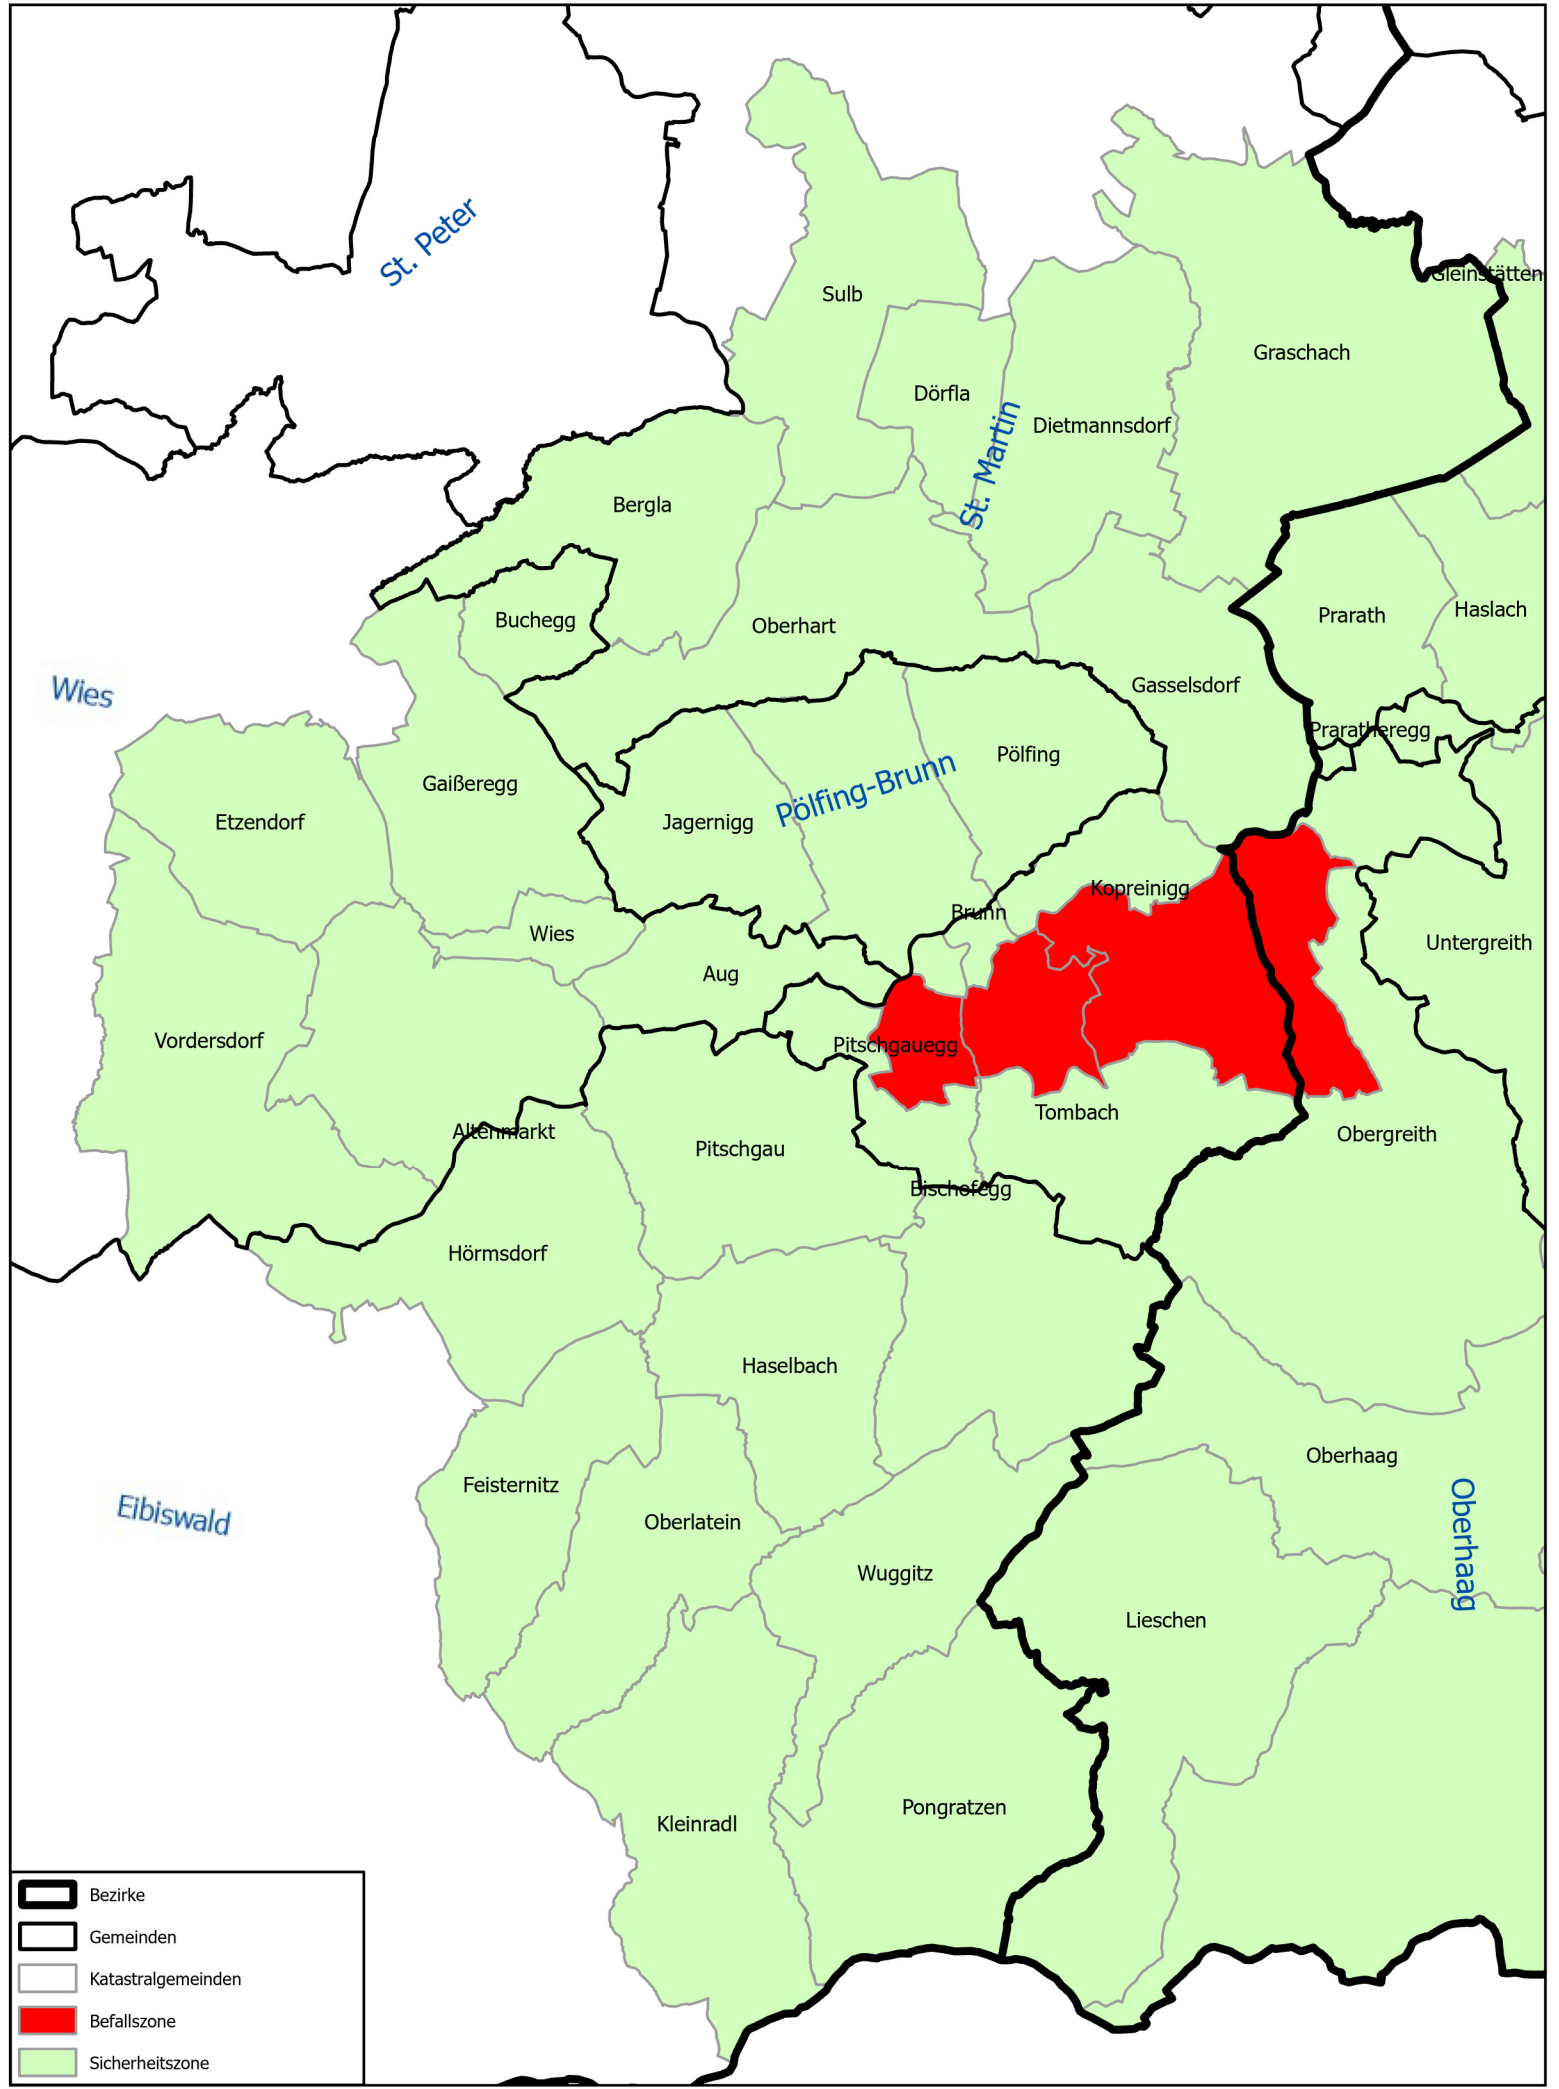 St. Peter
Gleinstätten
Sulb
Graschach
Dörfla
St. Martin
Dietmannsdorf
Bergla
Haslach
Prarath
Buchegg
Oberhart
Wies
Gasselsdorf
Praratheregg
Pölfing
Gaißeregg
Pölfing-Brunn
Etzendorf
Jagernigg
Kopreinigg
Brunn
Wies
Untergreith
Aug
Vordersdorf
Pitschgauegg
Tombach
Altenmarkt
Obergreith
Pitschgau
Bischofegg
Hörmsdorf
Haselbach
Oberhaag
Feisternitz
Eibiswald
Oberlatein
Oberhaag
Wuggitz
Lieschen
Pongratzen
Kleinradl
Bezirke
Gemeinden
Katastralgemeinden
Befallszone
Sicherheitszone